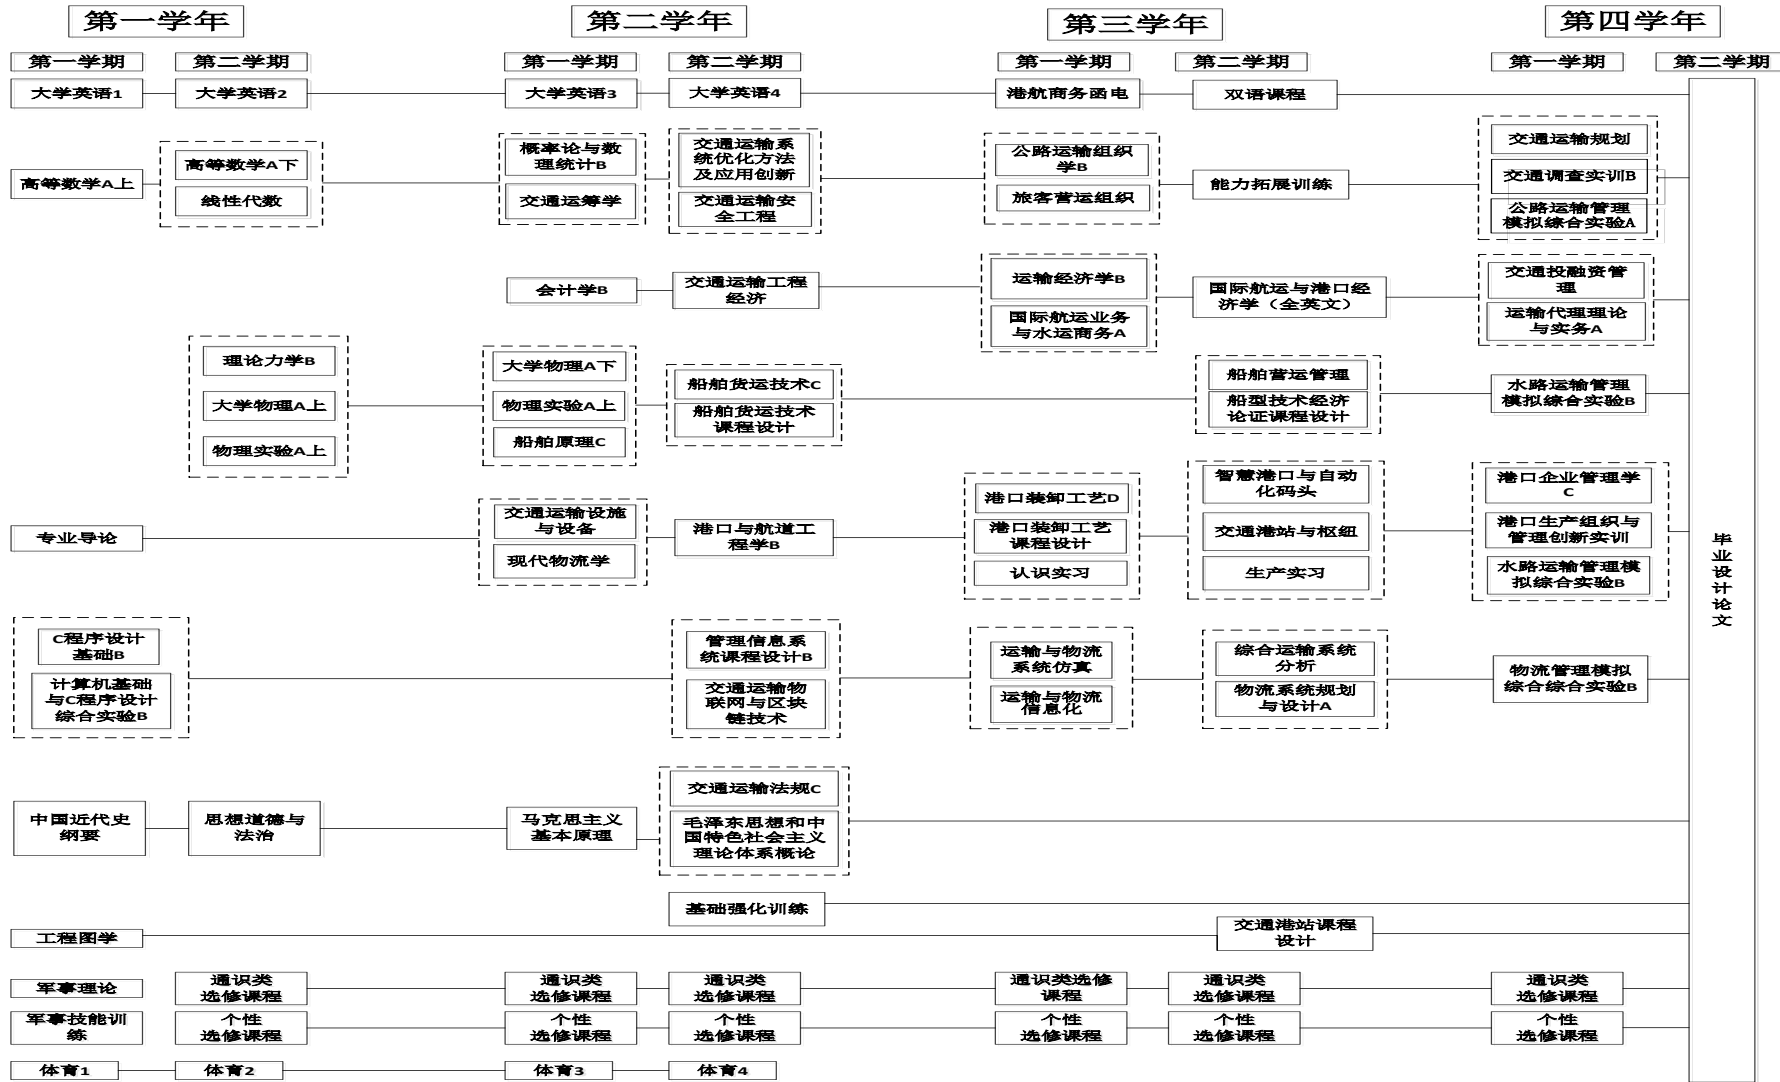 第一学年
第二学年
第三学年
第四学年
第一学期
第二学期
第一学期
第二学期
第一学期
第二学期
第一学期
第二学期
大学英语1
大学英语2
大学英语3
大学英语4
港航商务函电
双语课程
高等数学A上
高等数学A下
线性代数
概率论与数
理统计B
交通运筹学
交通运输系
统优化方法
及应用创新
交通运输安
全工程
公路运输组织
学B
旅客营运组织
能力拓展训练
交通运输规划
交通调查实训B
公路运输管理
模拟综合实验A
会计学B
交通运输工程
经济
运输经济学B
国际航运业务
与水运商务A
国际航运与港口经
济学（全英文）
交通投融资管
理
运输代理理论
与实务A
理论力学B
大学物理A上
物理实验A上
大学物理A下
物理实验A上
船舶原理C
船舶货运技术C
船舶货运技术
课程设计
船舶营运管理
船型技术经济
论证课程设计
水路运输管理
模拟综合实验B
专业导论
交通运输设施
与设备
现代物流学
港口与航道工
程学B
港口装卸工艺D
港口装卸工艺
课程设计
认识实习
智慧港口与自动
化码头
交通港站与枢纽
生产实习
港口企业管理学
C
港口生产组织与
管理创新实训
水路运输管理模
拟综合实验B
毕
业
设
计
论
文
C程序设计
基础B
计算机基础
与C程序设计
综合实验B
管理信息系
统课程设计B
交通运输物
联网与区块
链技术
运输与物流
系统仿真
运输与物流
信息化
综合运输系统
分析
物流系统规划
与设计A
物流管理模拟
综合综合实验B
中国近代史
纲要
思想道德与
法治
马克思主义
基本原理
交通运输法规C
毛泽东思想和中
国特色社会主义
理论体系概论
基础强化训练
工程图学
交通港站课程
设计
军事理论
通识类
选修课程
通识类
选修课程
通识类
选修课程
通识类选修
课程
通识类
选修课程
通识类
选修课程
军事技能训
练
个性
选修课程
个性
选修课程
个性
选修课程
个性
选修课程
个性
选修课程
个性
选修课程
体育1
体育2
体育3
体育4